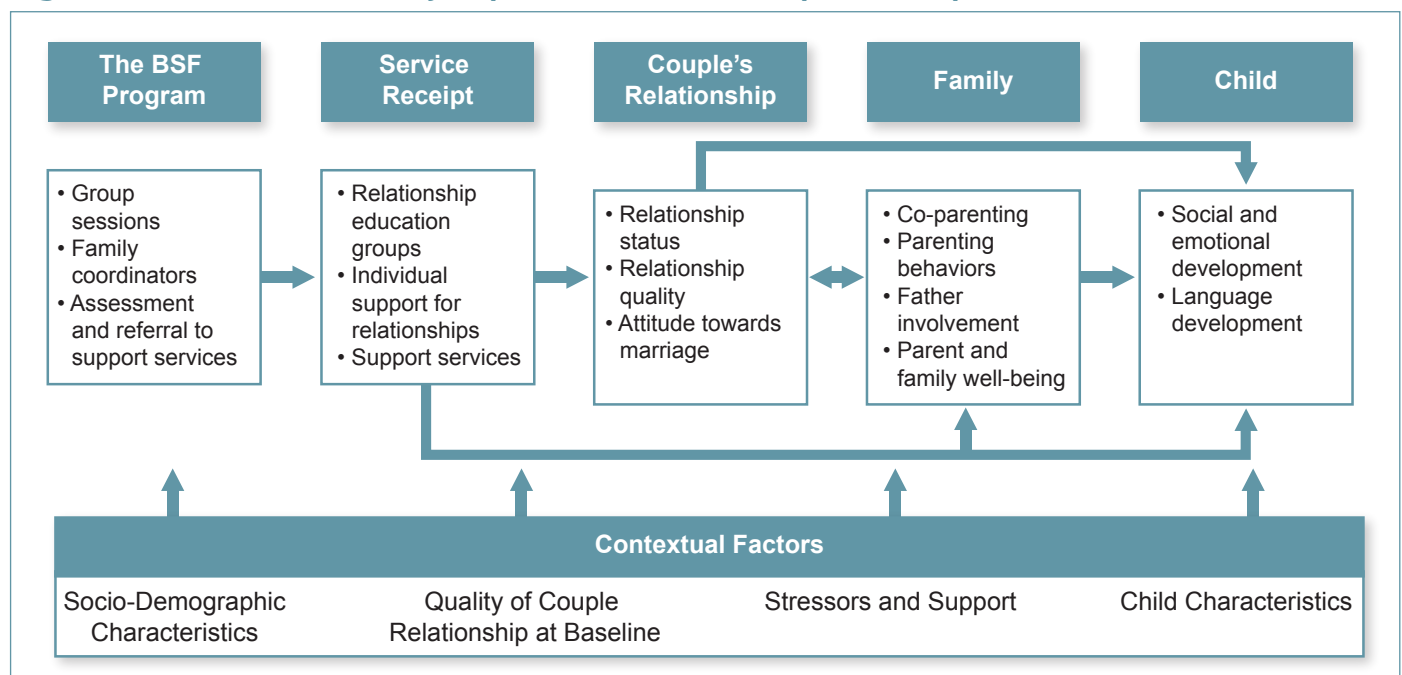 The BSF
Program
Service
Receipt
Couple's
Relationship
Family
Child
• Group
sessions
• Family
coordinators
• Assessment
and referral to
support services
• Relationship
education
groups
• Individual
support for
relationships
• Support services
• Relationship
status
• Relationship
quality
• Attitude towards
marriage
• Co-parenting
• Parenting
behaviors
• Father
involvement
• Parent and
family well-being
• Social and
emotional
development
• Language
development
Contextual Factors
Socio-Demographic
Characteristics
Quality of Couple
Relationship at Baseline
Stressors and Support
Child Characteristics